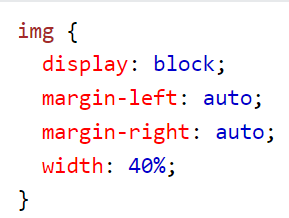 img {
  display: block;
  margin-left: auto;
  margin-right: auto;
  width: 40%;
}